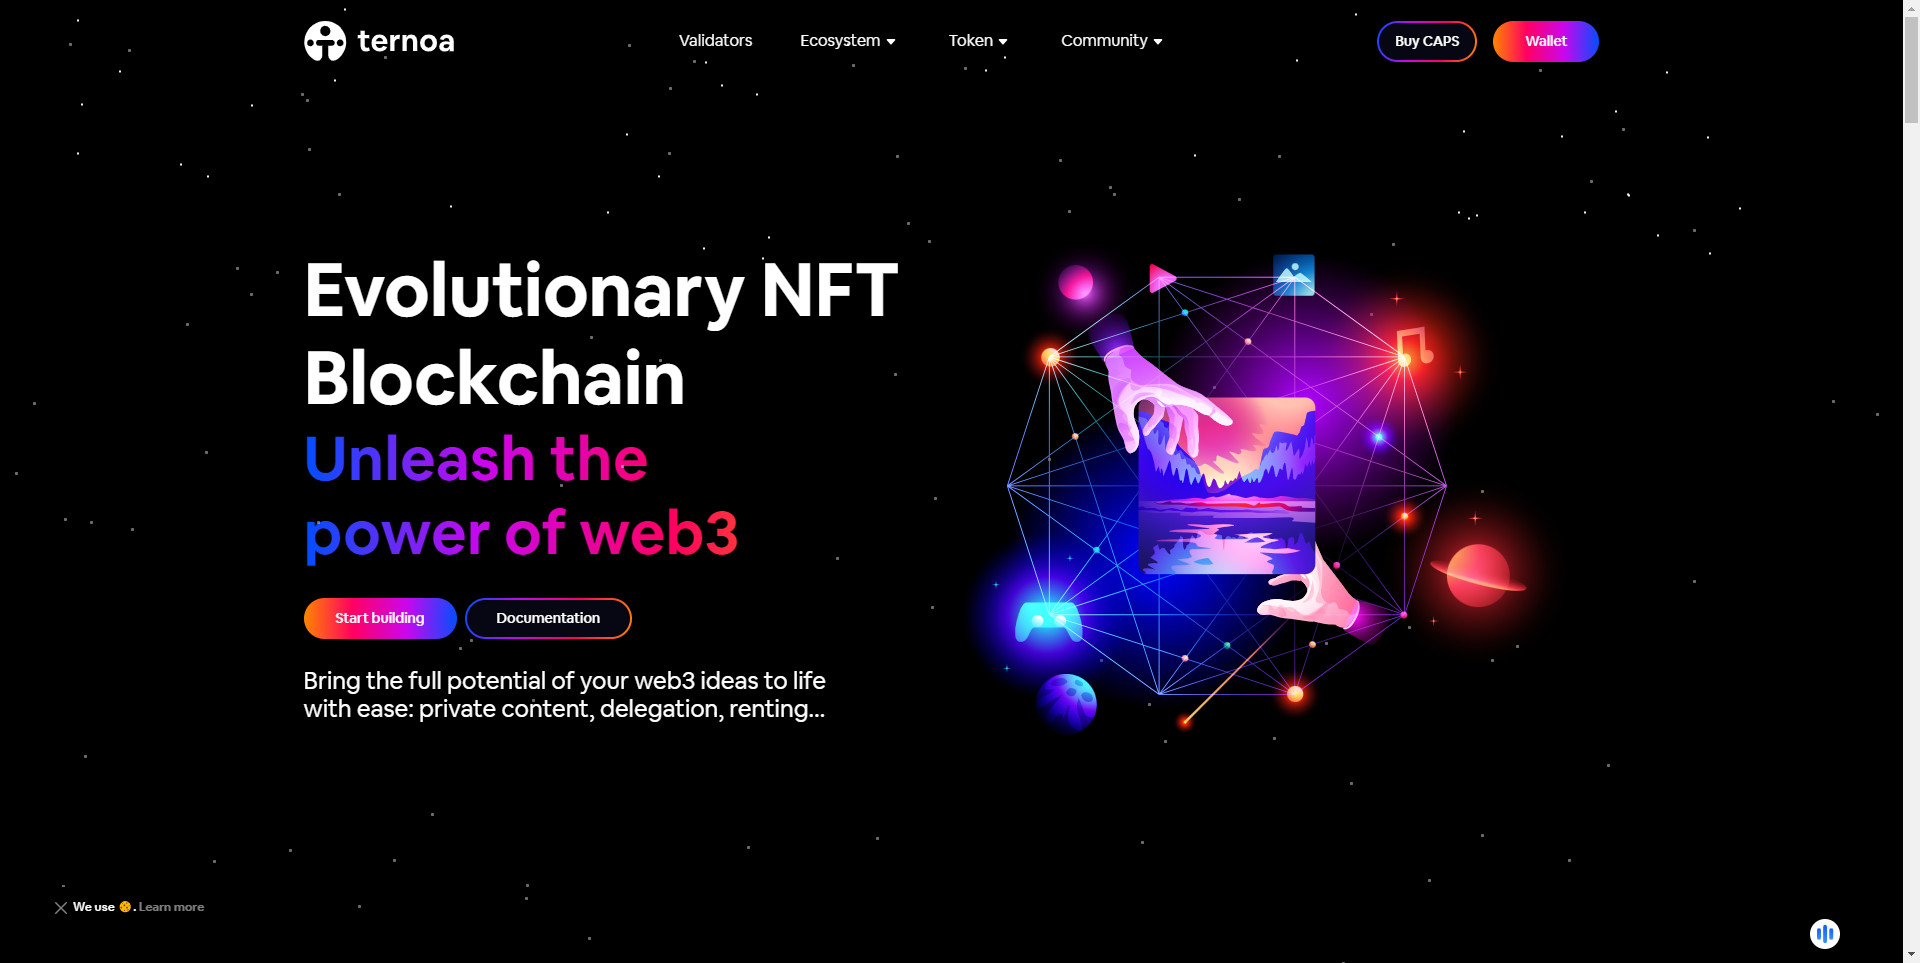 ternoa
Validators
Ecosystem
Token
Community
Buy CAPS
Wallet
Evolutionary NFT
Blockchain
Unleash the
power of web3
Start building
Documentation
Bring the full potential of your web3 ideas to life
with ease: private content, delegation, renting...
We use 🍪. Learn more